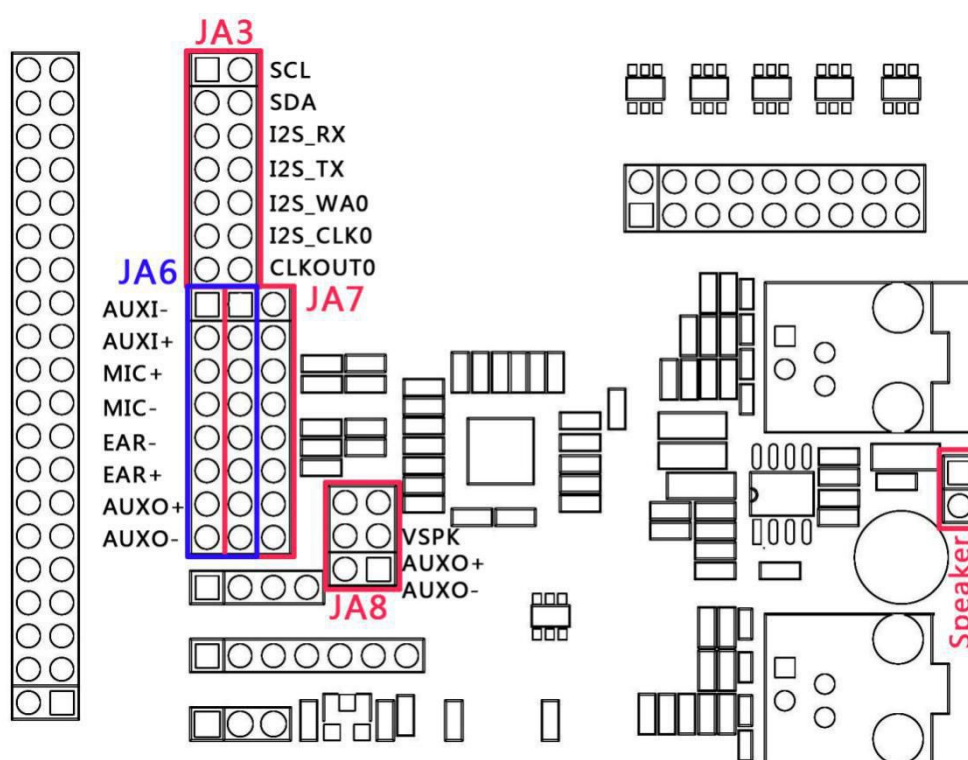 JA3
SCL
SDA
I2S_RX
I2S_TX
I2S_WA0
I2S_CLK0
CLKOUT0
JA6
JA7
AUXI-
AUXI+
MIC+
MIC-
EAR-
EAR+
AUXO+
AUXO-
VSPK
AUXO+
AUXO-
JA8
Speaker